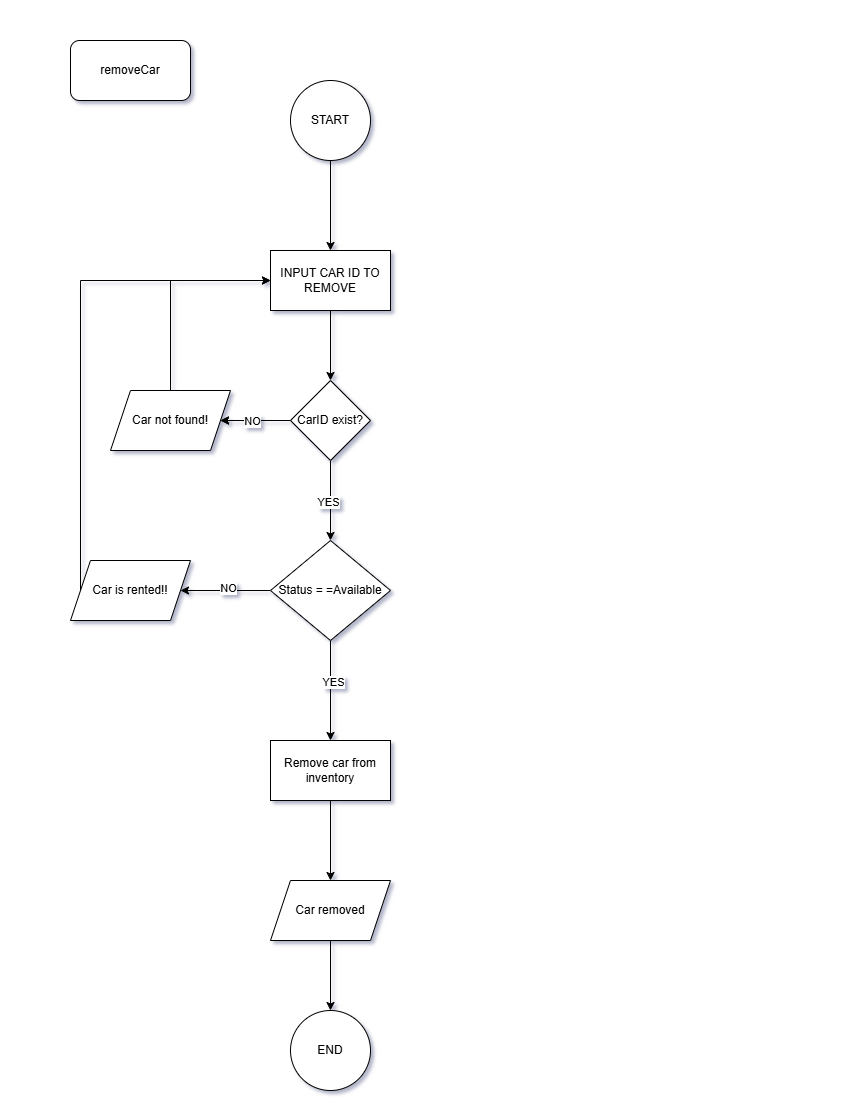 removeCar
START
INPUT CAR ID TO
REMOVE
CarID exist?
NO
Car not found!
YES
Status = =Available
NO
Car is rented!!
YES
Remove car from
inventory
Car removed
END